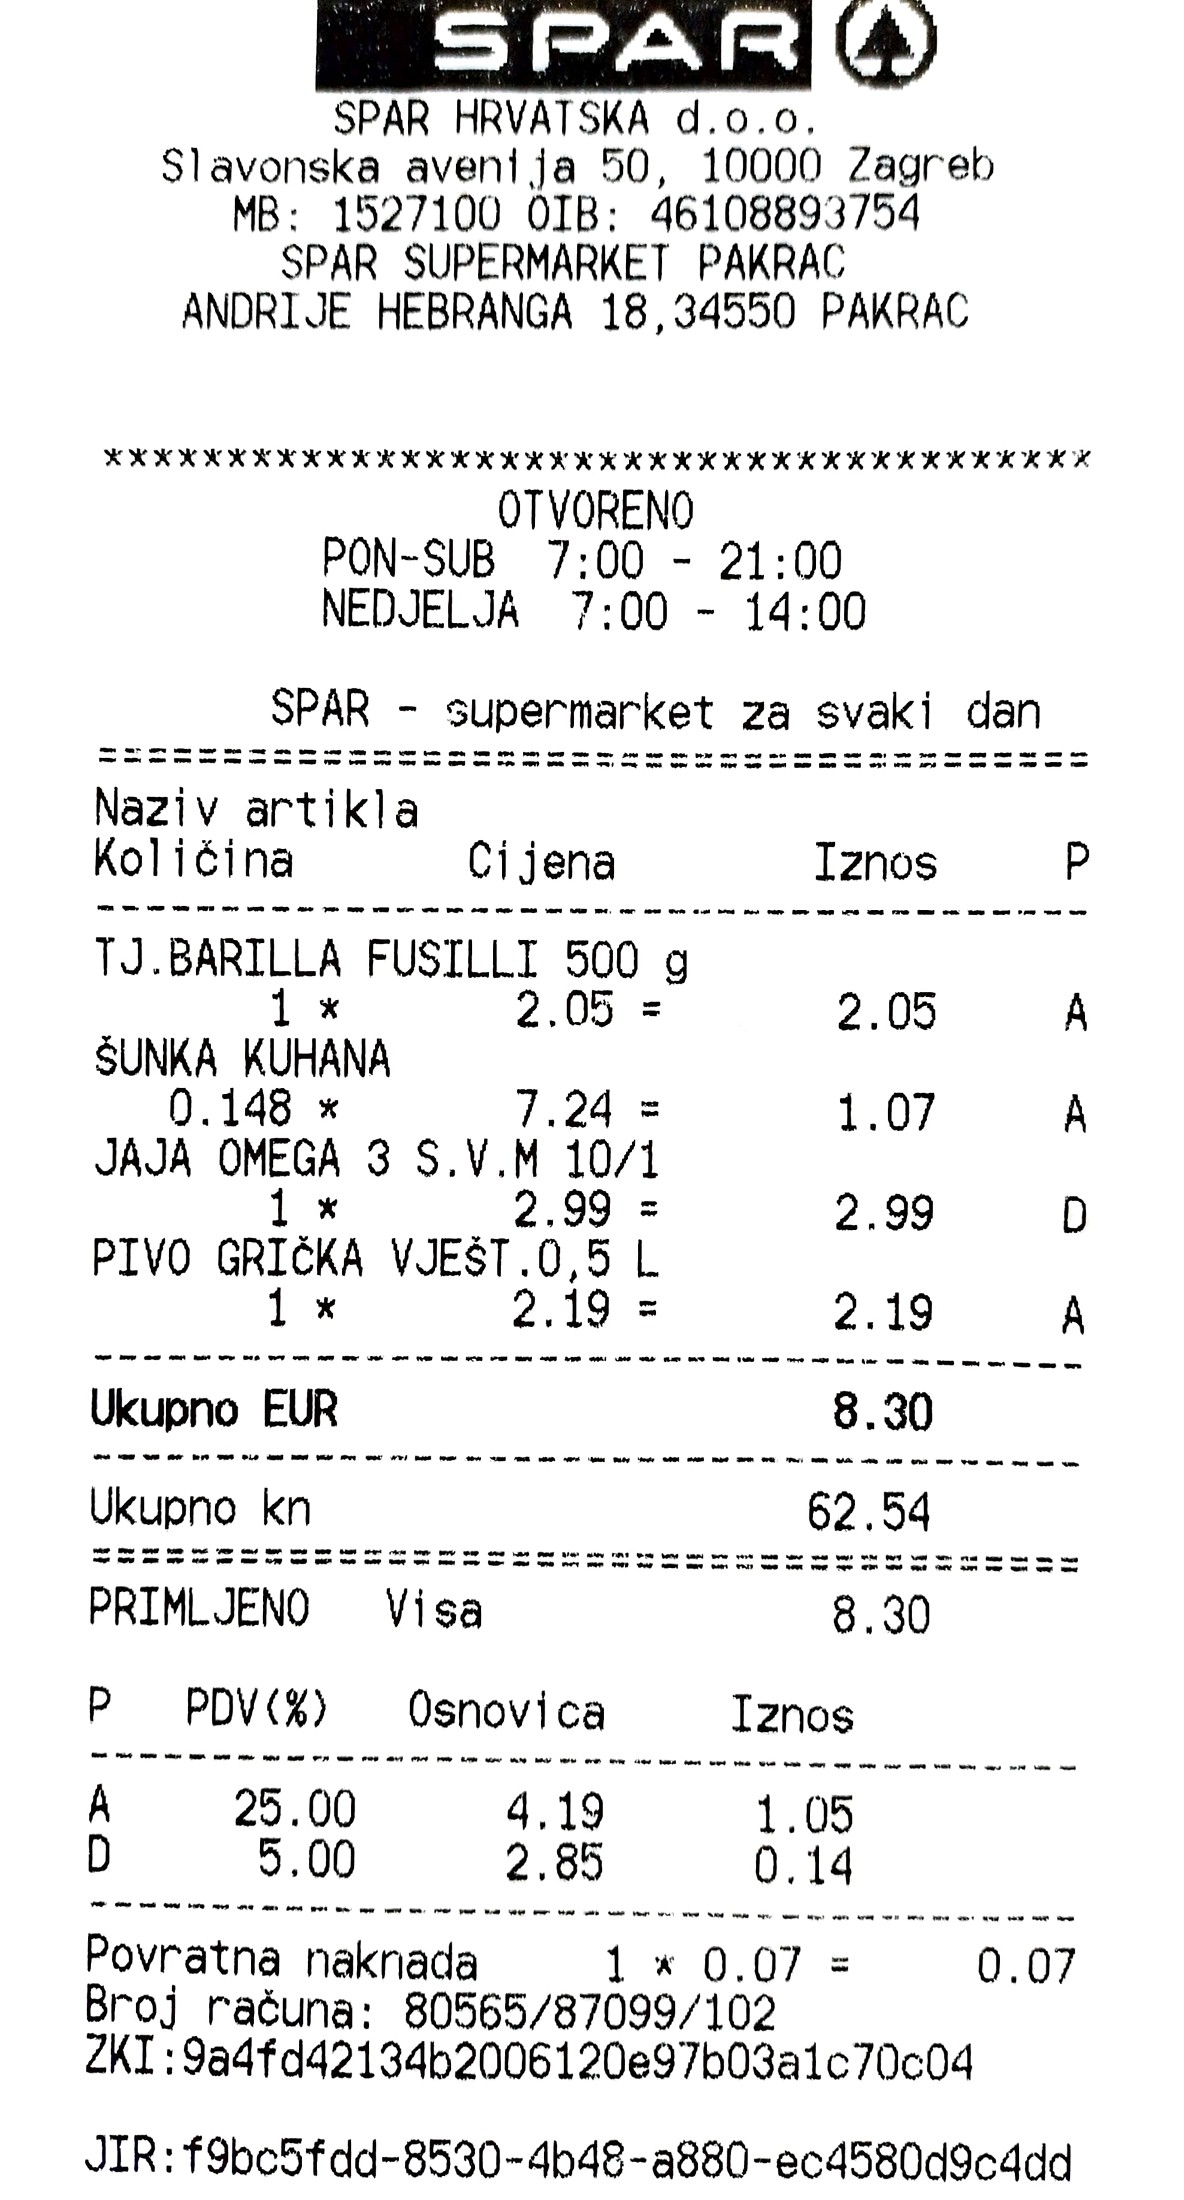 SPAR
SPAR HRVATSKA d.o.o.
Slavonska avenija 50, 10000 Zagreb
MB: 1527100 OIB: 46108893754
SPAR SUPERMARKET PAKRAC
ANDRIJE HEBRANGA 18,34550 PAKRAC
****************************************
OTVORENO
PON-SUB 7:00 - 21:00
NEDJELJA 7:00 - 14:00
SPAR - supermarket za svaki dan
========================================
Naziv artikla
Količina Cijena Iznos P
----------------------------------------
TJ.BARILLA FUSILLI 500 g
1 * 2.05 = 2.05 A
ŠUNKA KUHANA
0.148 * 7.24 = 1.07 A
JAJA OMEGA 3 S.V.M 10/1
1 * 2.99 = 2.99 D
PIVO GRIČKA VJEŠT.0,5 L
1 * 2.19 = 2.19 A
----------------------------------------
Ukupno EUR 8.30
----------------------------------------
Ukupno kn 62.54
========================================
PRIMLJENO Visa 8.30
P PDV(%) Osnovica Iznos
----------------------------------------
A 25.00 4.19 1.05
D 5.00 2.85 0.14
----------------------------------------
Povratna naknada 1 * 0.07 = 0.07
Broj računa: 80565/87099/102
ZKI:9a4fd42134b2006120e97b03a1c70c04
JIR:f9bc5fdd-8530-4b48-a880-ec4580d9c4dd